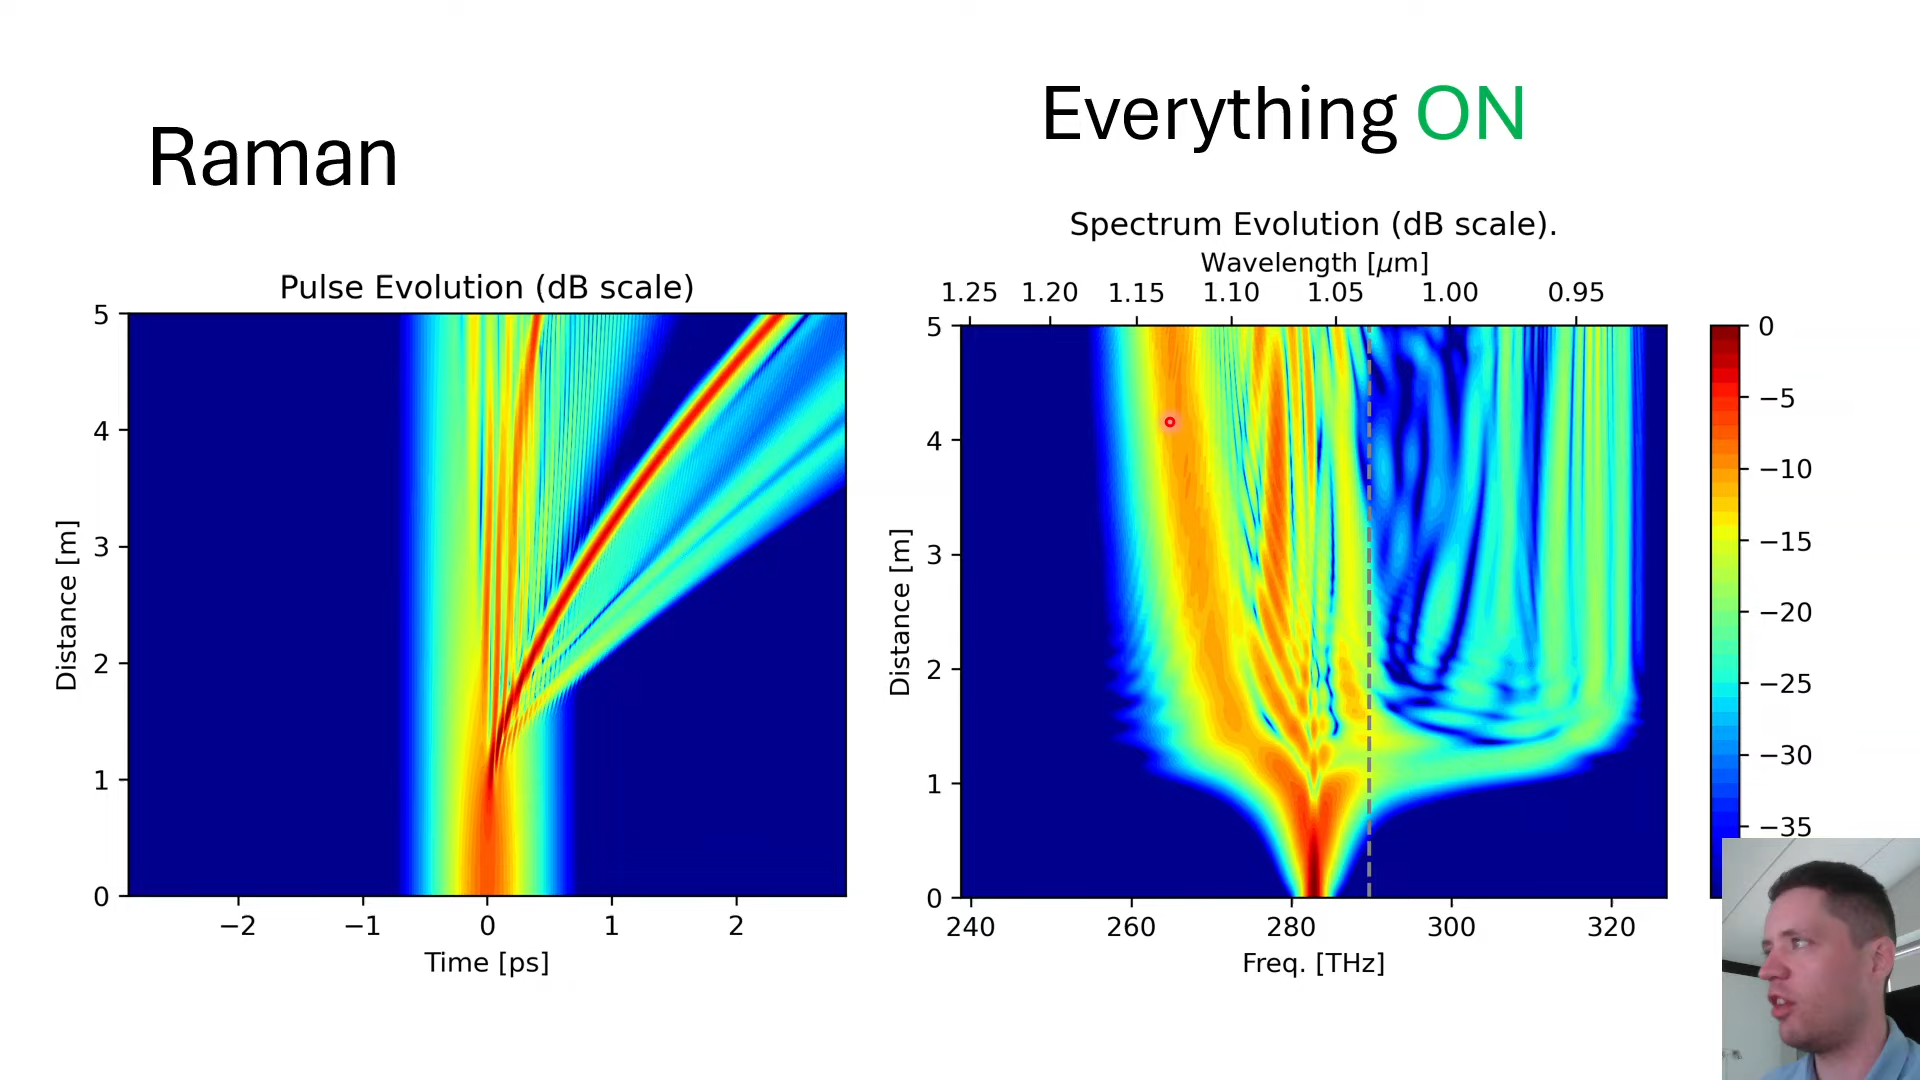 Everything ON
Raman
Spectrum Evolution (dB scale).
Wavelength [μm]
Pulse Evolution (dB scale)
1.25 1.20 1.15 1.10 1.05 1.00 0.95
5
4
3
2
1
0
Distance [m]
−2 −1 0 1 2
Time [ps]
5
4
3
2
1
0
Distance [m]
240 260 280 300 320
Freq. [THz]
0
−5
−10
−15
−20
−25
−30
−35